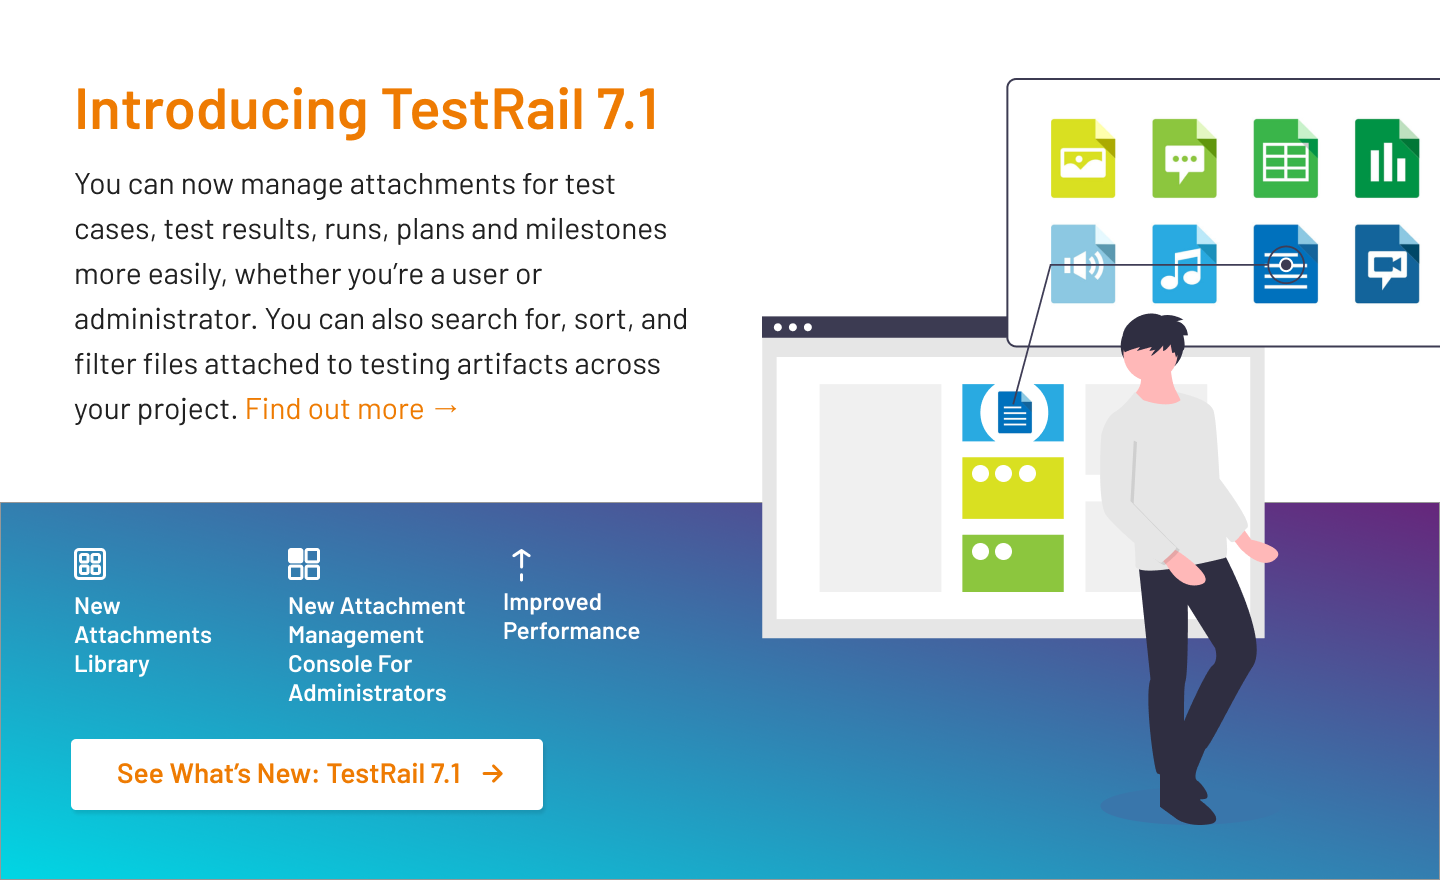 Introducing TestRail 7.1
You can now manage attachments for test
cases, test results, runs, plans and milestones
more easily, whether you’re a user or
administrator. You can also search for, sort, and
filter files attached to testing artifacts across
your project. Find out more →
New
Attachments
Library
New Attachment
Management
Console For
Administrators
Improved
Performance
See What’s New: TestRail 7.1 →